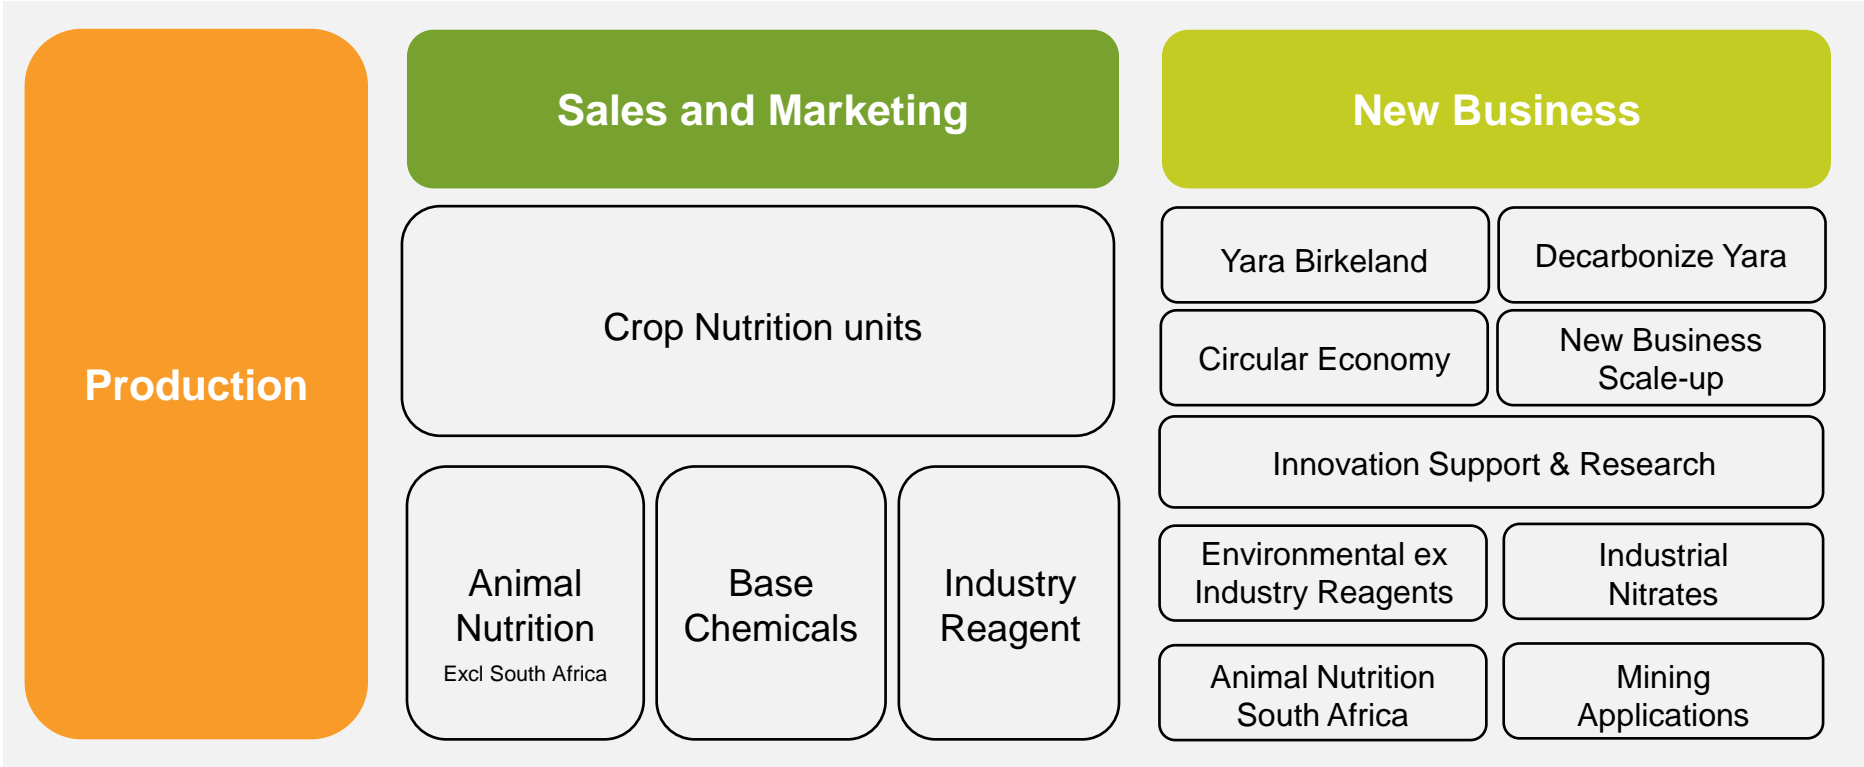 Production
Sales and Marketing
Crop Nutrition units
Animal
Nutrition
Excl South Africa
Base
Chemicals
Industry
Reagent
New Business
Yara Birkeland
Decarbonize Yara
Circular Economy
New Business
Scale-up
Innovation Support & Research
Environmental ex
Industry Reagents
Industrial
Nitrates
Animal Nutrition
South Africa
Mining
Applications